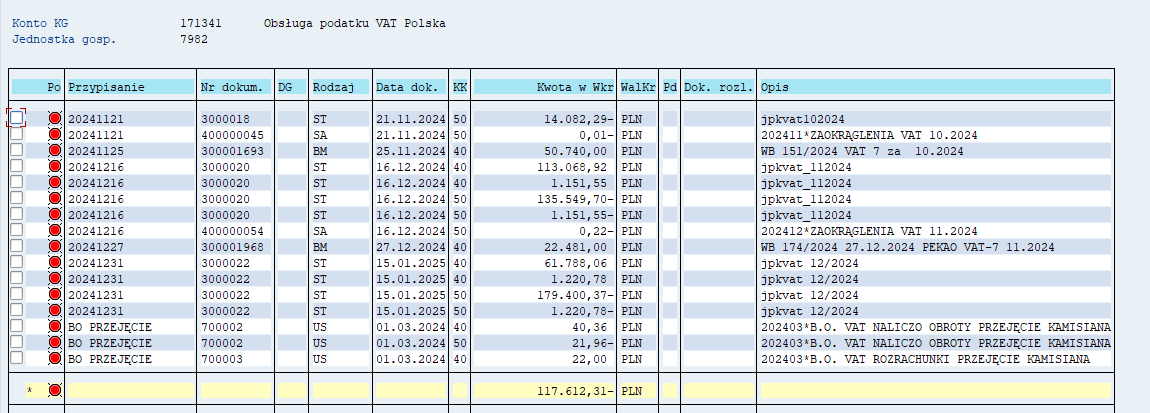 Konto KG 171341 Obsługa podatku VAT Polska
Jednostka gosp. 7982
Po Przypisanie Nr dokum. DG Rodzaj Data dok. KK Kwota w Wkr WalKr Pd Dok. rozl. Opis
20241121 3000018 ST 21.11.2024 50 14.082,29- PLN jpkvat102024
20241121 400000045 SA 21.11.2024 50 0,01- PLN 202411*ZAOKRĄGLENIA VAT 10.2024
20241125 300001693 BM 25.11.2024 40 50.740,00 PLN WB 151/2024 VAT 7 za 10.2024
20241216 3000020 ST 16.12.2024 40 113.068,92 PLN jpkvat_112024
20241216 3000020 ST 16.12.2024 40 1.151,55 PLN jpkvat_112024
20241216 3000020 ST 16.12.2024 50 135.549,70- PLN jpkvat_112024
20241216 3000020 ST 16.12.2024 50 1.151,55- PLN jpkvat_112024
20241216 400000054 SA 16.12.2024 50 0,22- PLN 202412*ZAOKRĄGLENIA VAT 11.2024
20241227 300001968 BM 27.12.2024 40 22.481,00 PLN WB 174/2024 27.12.2024 PEKAO VAT-7 11.2024
20241231 3000022 ST 15.01.2025 40 61.788,06 PLN jpkvat 12/2024
20241231 3000022 ST 15.01.2025 40 1.220,78 PLN jpkvat 12/2024
20241231 3000022 ST 15.01.2025 50 179.400,37- PLN jpkvat 12/2024
20241231 3000022 ST 15.01.2025 50 1.220,78- PLN jpkvat 12/2024
BO PRZEJĘCIE 700002 US 01.03.2024 40 40,36 PLN 202403*B.O. VAT NALICZO OBROTY PRZEJĘCIE KAMISIANA
BO PRZEJĘCIE 700002 US 01.03.2024 50 21,96- PLN 202403*B.O. VAT NALICZO OBROTY PRZEJĘCIE KAMISIANA
BO PRZEJĘCIE 700003 US 01.03.2024 40 22,00 PLN 202403*B.O. VAT ROZRACHUNKI PRZEJĘCIE KAMISIANA
* 117.612,31- PLN